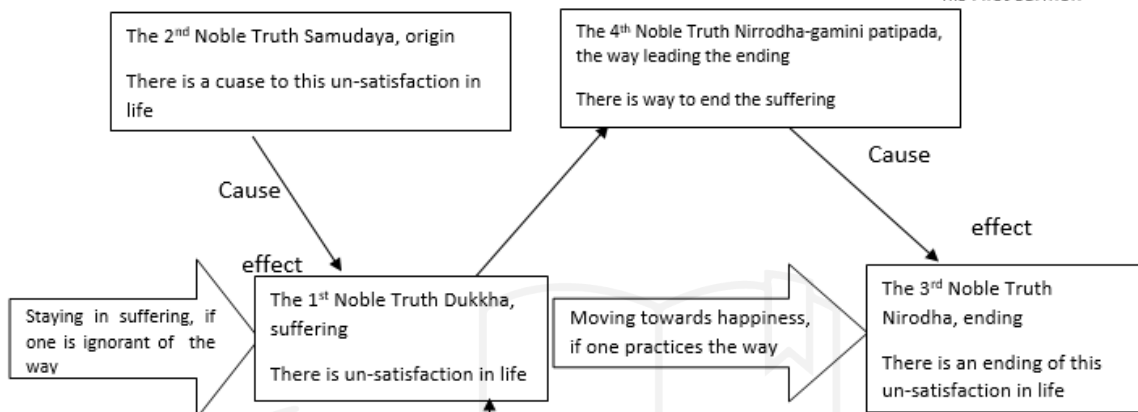 The 2nd Noble Truth Samudaya, origin
There is a cuase to this un-satisfaction in
life
The 4th Noble Truth Nirrodha-gamini patipada,
the way leading the ending
There is way to end the suffering
Cause
Cause
effect
effect
Staying in suffering, if
one is ignorant of the
way
The 1st Noble Truth Dukkha,
suffering
There is un-satisfaction in life
Moving towards happiness,
if one practices the way
The 3rd Noble Truth
Nirodha, ending
There is an ending of this
un-satisfaction in life